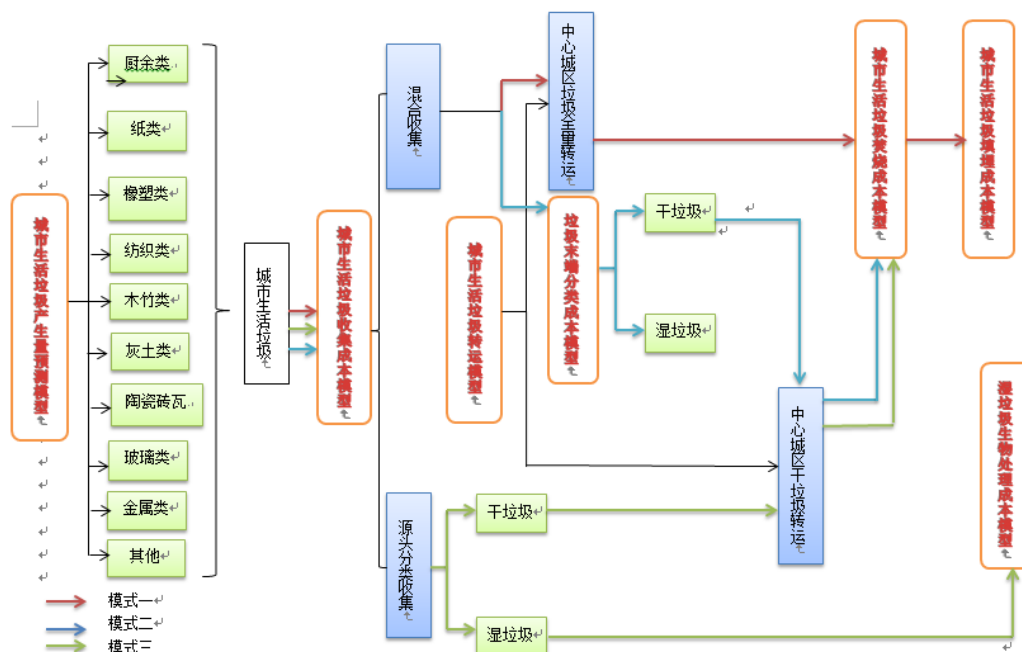 城市生活垃圾产生量预测模型
厨余类
纸类
橡塑类
纺织类
木竹类
灰土类
陶瓷砖瓦
玻璃类
金属类
其他
城市生活垃圾
城市生活垃圾收集成本模型
混合收集
源头分类收集
城市生活垃圾转运模型
中心城区垃圾全量转运
垃圾末端分类成本模型
干垃圾
湿垃圾
干垃圾
湿垃圾
中心城区干垃圾转运
城市生活垃圾焚烧成本模型
城市生活垃圾填埋成本模型
湿垃圾生物处理成本模型
模式一
模式二
模式三